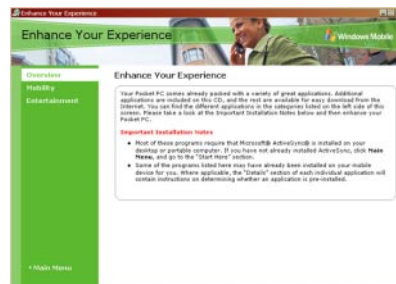 Enhance Your Experience
Enhance Your Experience
Windows Mobile
Overview
Mobility
Entertainment
Enhance Your Experience
Your Pocket PC comes already packed with a variety of great applications. Additional
applications are included on this CD, and the rest are available for easy download from the
Internet. You can find the different applications in the categories listed on the left side of this
screen. Please take a look at the Important Installation Notes below and then enhance your
Pocket PC.
Important Installation Notes
• Most of these programs require that Microsoft® ActiveSync® is installed on your
desktop or portable computer. If you have not already installed ActiveSync, click Main
Menu, and go to the "Start Here" section.
• Some of the programs listed here may have already been installed on your mobile
device for you. Where applicable, the "Details" section of each individual application will
contain instructions on determining whether an application is pre-installed.
Main Menu